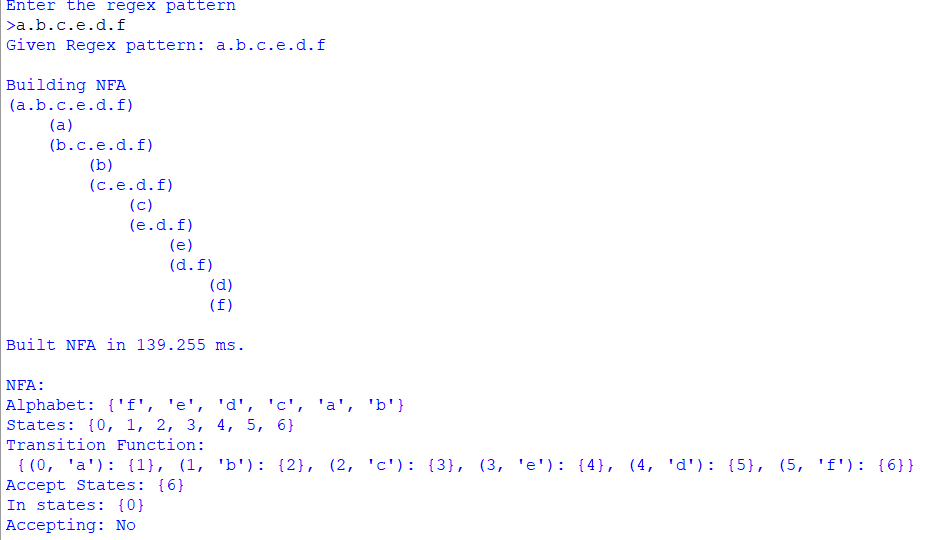 Enter the regex pattern
>a.b.c.e.d.f
Given Regex pattern: a.b.c.e.d.f
Building NFA
(a.b.c.e.d.f)
(a)
(b.c.e.d.f)
(b)
(c.e.d.f)
(c)
(e.d.f)
(e)
(d.f)
(d)
(f)
Built NFA in 139.255 ms.
NFA:
Alphabet: {'f', 'e', 'd', 'c', 'a', 'b'}
States: {0, 1, 2, 3, 4, 5, 6}
Transition Function:
{(0, 'a'): {1}, (1, 'b'): {2}, (2, 'c'): {3}, (3, 'e'): {4}, (4, 'd'): {5}, (5, 'f'): {6}}
Accept States: {6}
In states: {0}
Accepting: No